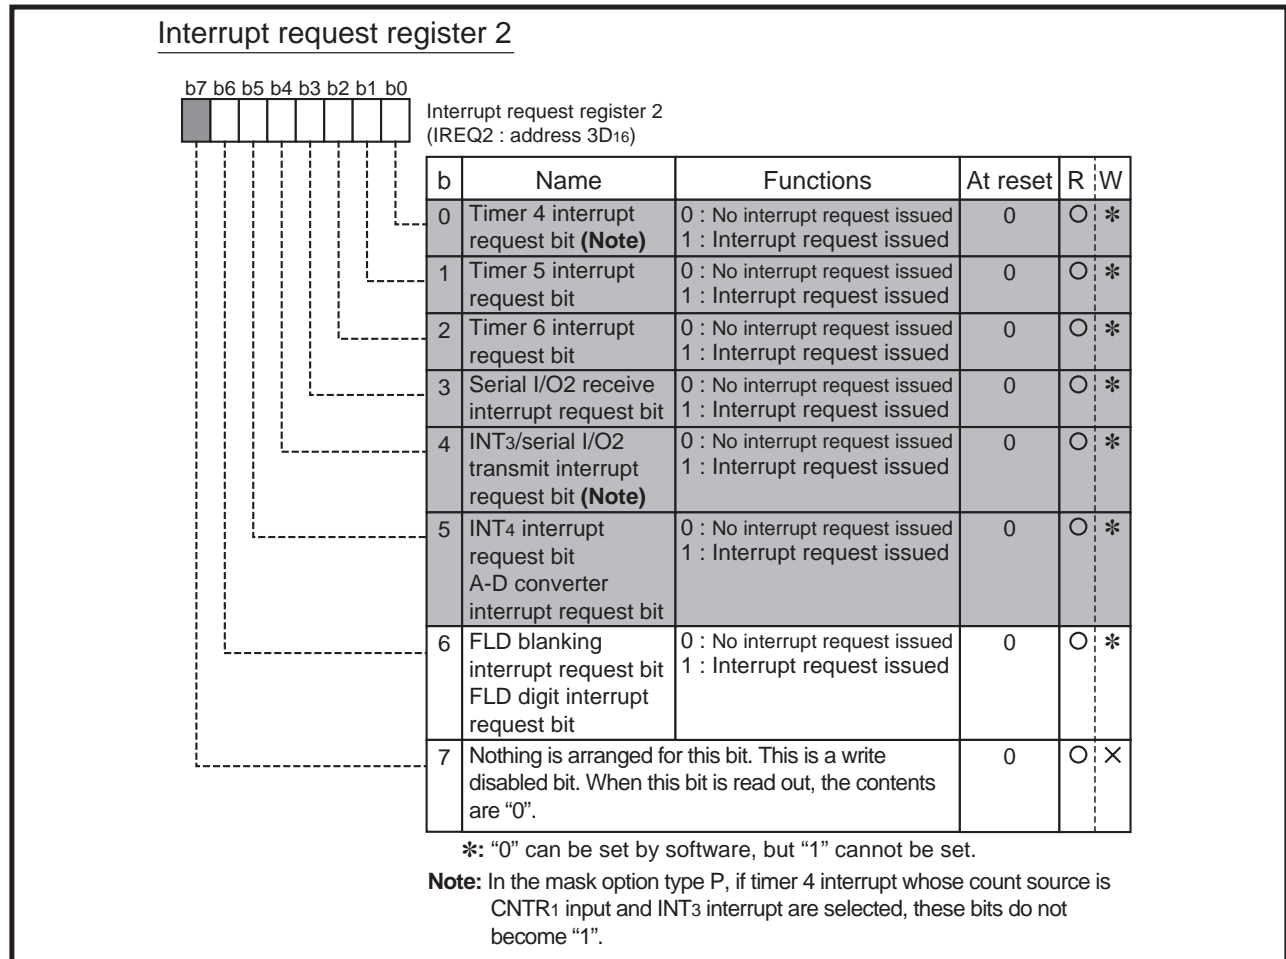 Interrupt request register 2
b7 b6 b5 b4 b3 b2 b1 b0
Interrupt request register 2
(IREQ2 : address 3D16)
b Name Functions At reset R W
0 Timer 4 interrupt request bit (Note) 0 : No interrupt request issued 1 : Interrupt request issued 0 ○ ✻
1 Timer 5 interrupt request bit 0 : No interrupt request issued 1 : Interrupt request issued 0 ○ ✻
2 Timer 6 interrupt request bit 0 : No interrupt request issued 1 : Interrupt request issued 0 ○ ✻
3 Serial I/O2 receive interrupt request bit 0 : No interrupt request issued 1 : Interrupt request issued 0 ○ ✻
4 INT3/serial I/O2 transmit interrupt request bit (Note) 0 : No interrupt request issued 1 : Interrupt request issued 0 ○ ✻
5 INT4 interrupt request bit A-D converter interrupt request bit 0 : No interrupt request issued 1 : Interrupt request issued 0 ○ ✻
6 FLD blanking interrupt request bit FLD digit interrupt request bit 0 : No interrupt request issued 1 : Interrupt request issued 0 ○ ✻
7 Nothing is arranged for this bit. This is a write disabled bit. When this bit is read out, the contents are “0”. 0 ○ ×
✻: “0” can be set by software, but “1” cannot be set.
Note: In the mask option type P, if timer 4 interrupt whose count source is
CNTR1 input and INT3 interrupt are selected, these bits do not
become “1”.